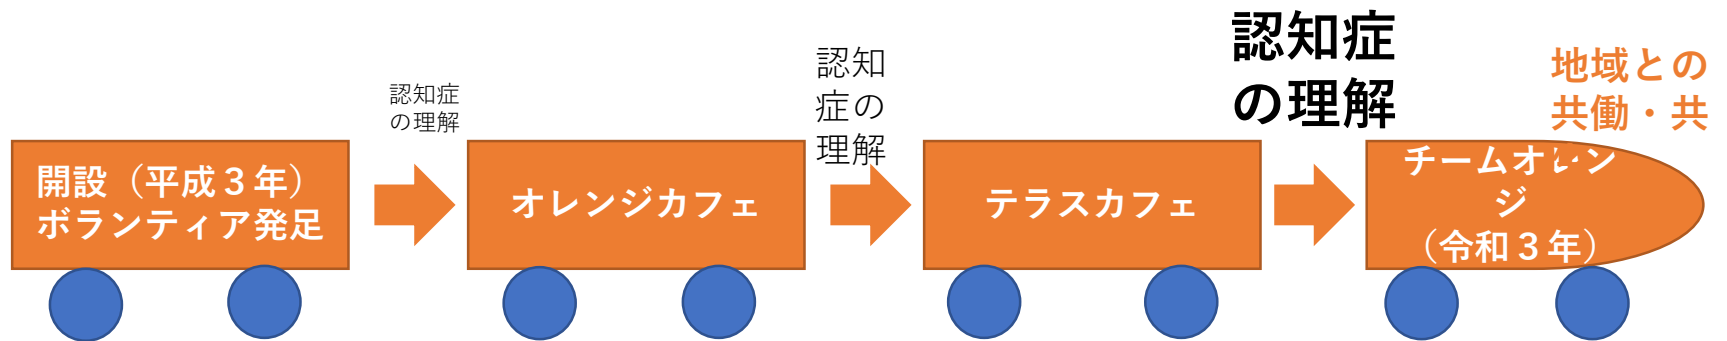 開設（平成３年）
ボランティア発足
認知症
の理解
オレンジカフェ
認知
症の
理解
テラスカフェ
認知症
の理解
チームオレン
ジ
（令和３年）
地域との
共働・共